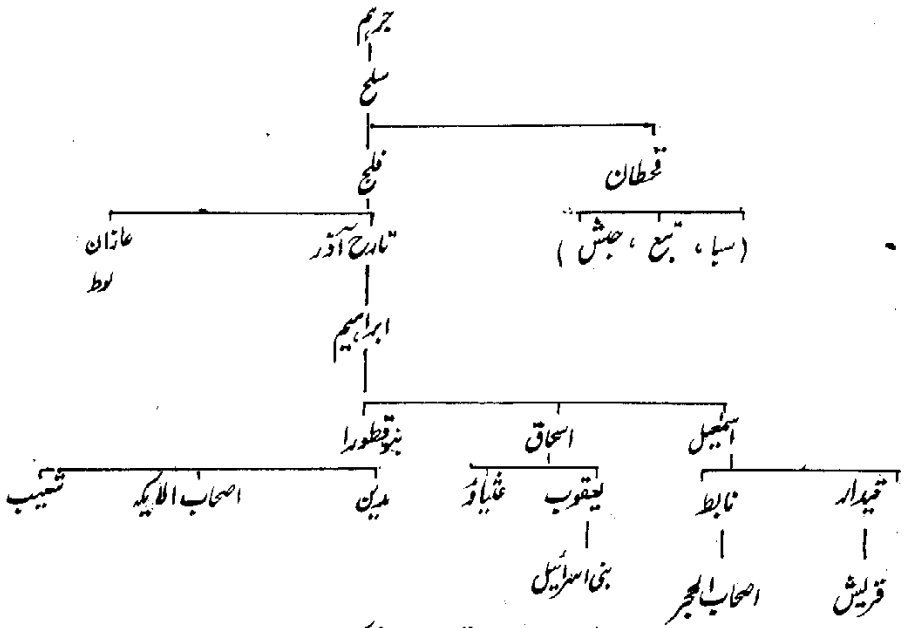 جرہم
سلح
قحطان
فلج
(سبا، تبع، حبش)
تارح آذر
عازان
لوط
ابراہیم
اسمٰعیل
اسحاق
بنو قطورا
قیدار
نابط
یعقوب
مدین
اصحاب الایکہ
شعیب
قریش
اصحاب الحجر
بنی اسرائیل